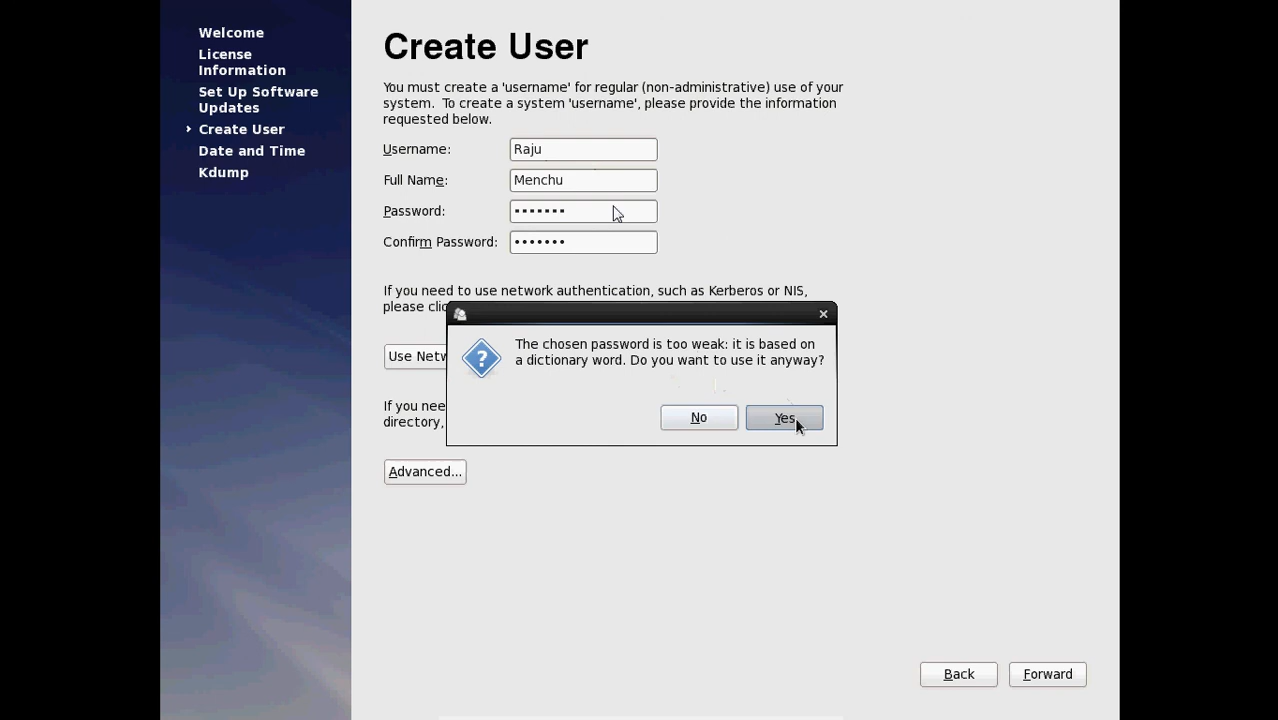 Welcome
License
Information
Set Up Software
Updates
Create User
Date and Time
Kdump
Create User
You must create a 'username' for regular (non-administrative) use of your
system.  To create a system 'username', please provide the information
requested below.
Username: Raju
Full Name: Menchu
Password: •••••••
Confirm Password: •••••••
If you need to use network authentication, such as Kerberos or NIS,
please clic
The chosen password is too weak: it is based on
a dictionary word. Do you want to use it anyway?
No Yes
Use Netw
If you nee
directory,
Advanced...
Back Forward